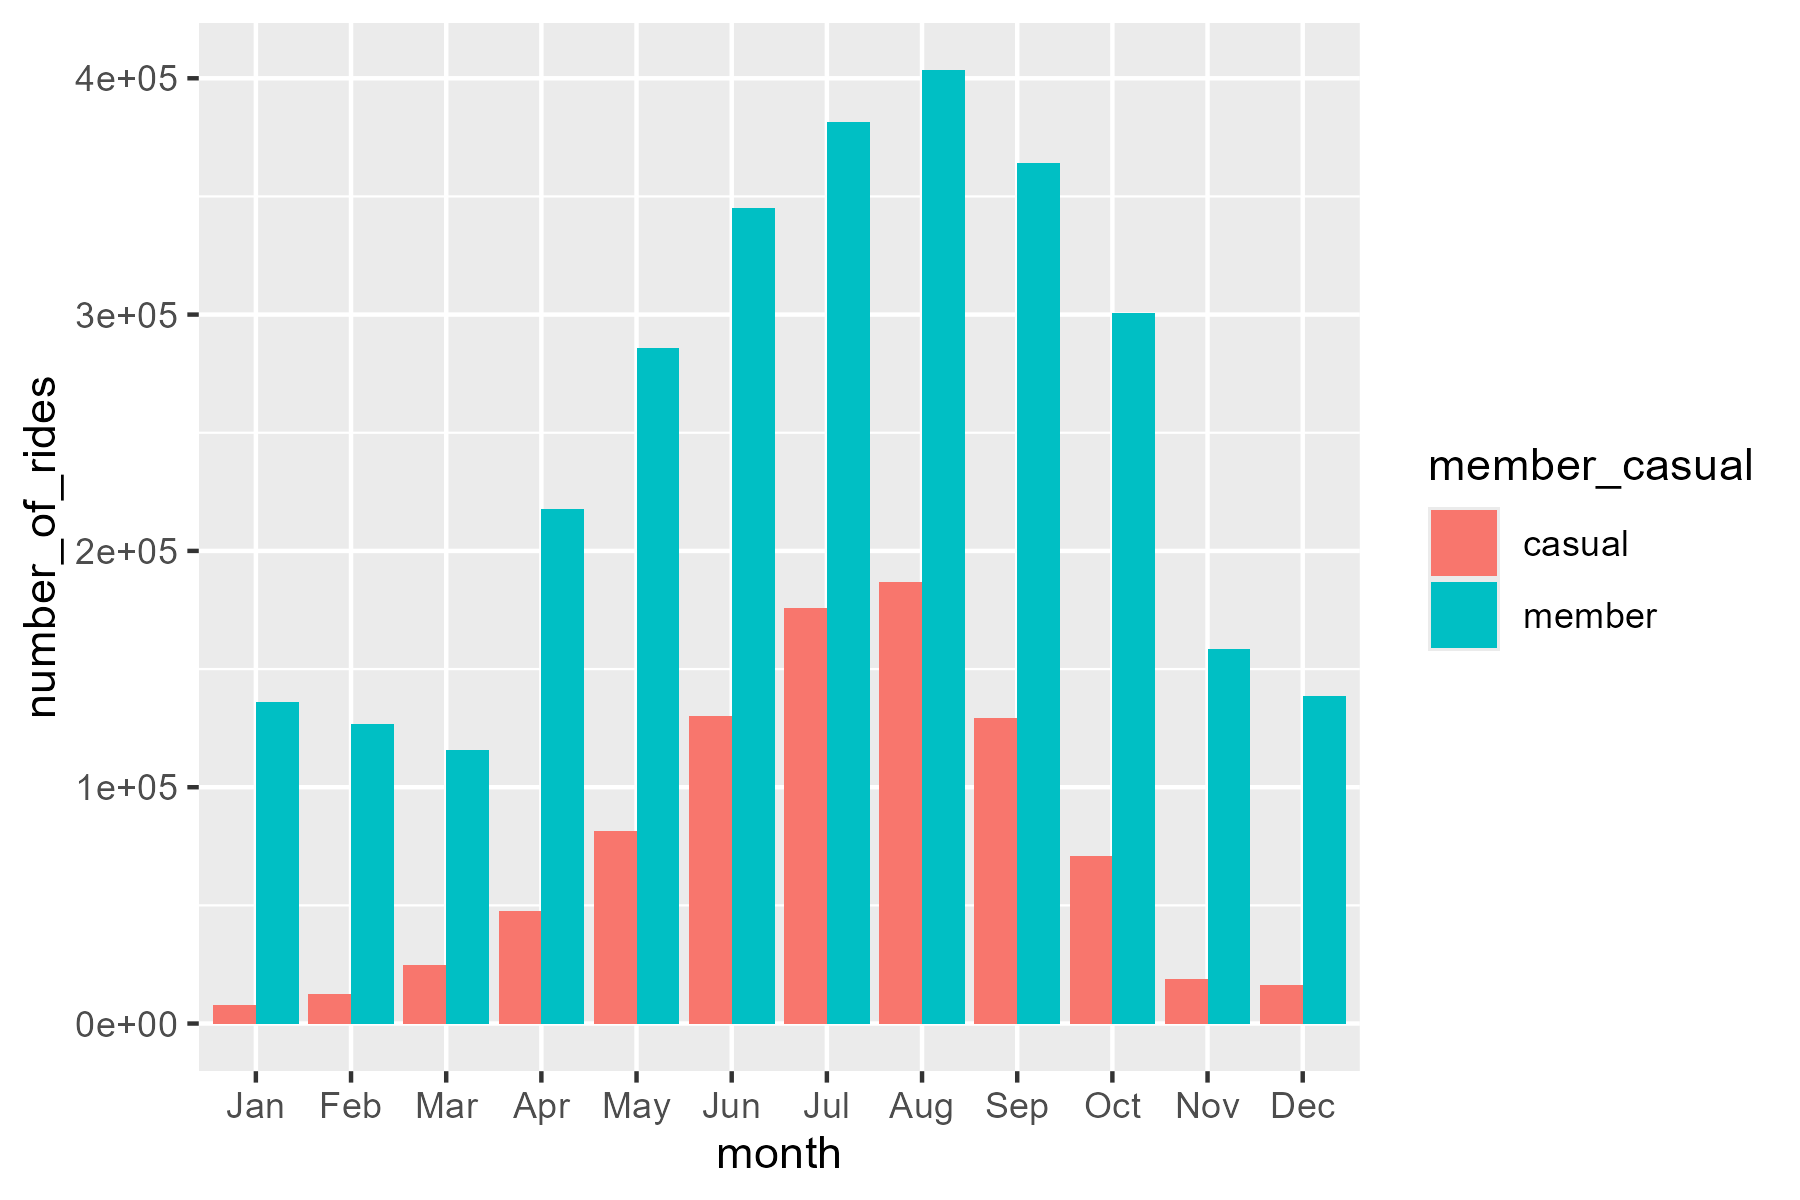 4e+05
3e+05
2e+05
1e+05
0e+00
number_of_rides
Jan Feb Mar Apr May Jun Jul Aug Sep Oct Nov Dec
month
member_casual
casual
member